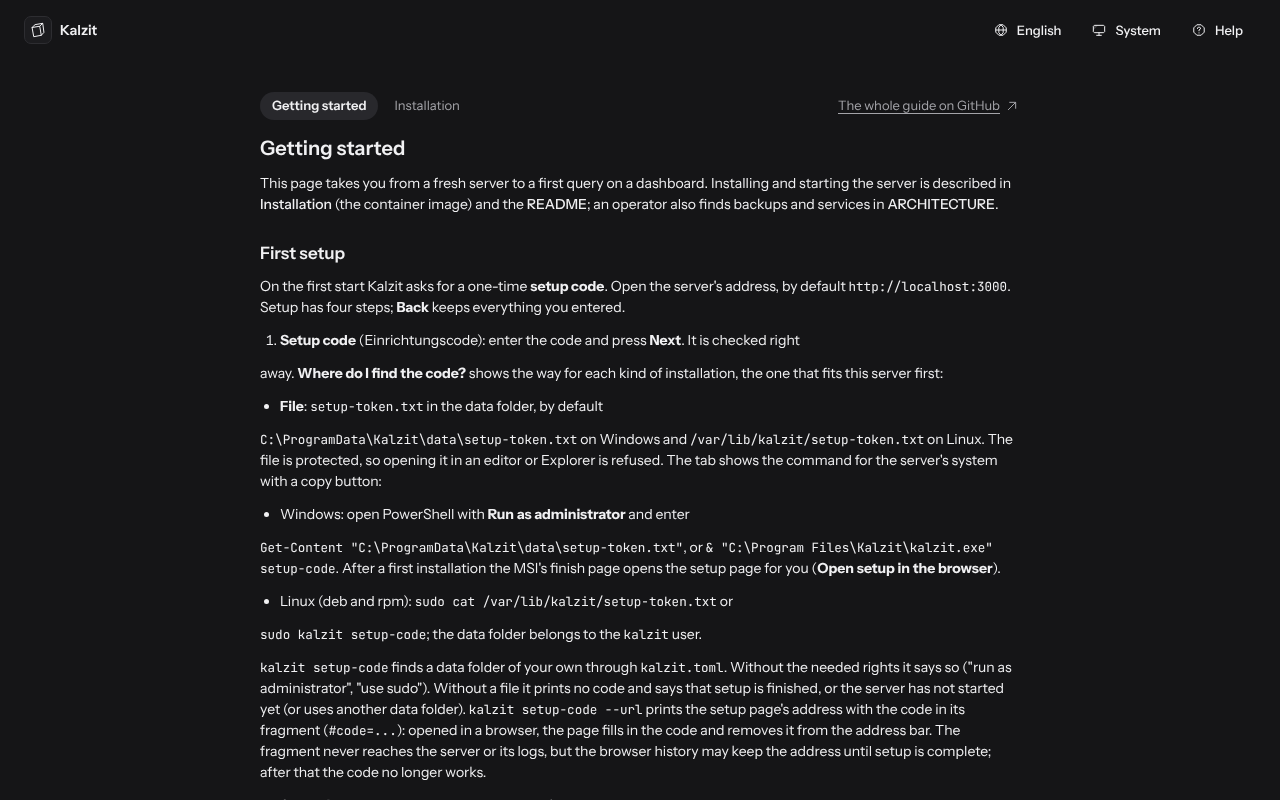 Kalzit
English
System
Help
Getting started
Installation
The whole guide on GitHub
Getting started
This page takes you from a fresh server to a first query on a dashboard. Installing and starting the server is described in
Installation (the container image) and the README; an operator also finds backups and services in ARCHITECTURE.
First setup
On the first start Kalzit asks for a one-time setup code. Open the server's address, by default http://localhost:3000.
Setup has four steps; Back keeps everything you entered.
1. Setup code (Einrichtungscode): enter the code and press Next. It is checked right
away. Where do I find the code? shows the way for each kind of installation, the one that fits this server first:
• File: setup-token.txt in the data folder, by default
C:\ProgramData\Kalzit\data\setup-token.txt on Windows and /var/lib/kalzit/setup-token.txt on Linux. The
file is protected, so opening it in an editor or Explorer is refused. The tab shows the command for the server's system
with a copy button:
• Windows: open PowerShell with Run as administrator and enter
Get-Content "C:\ProgramData\Kalzit\data\setup-token.txt", or & "C:\Program Files\Kalzit\kalzit.exe"
setup-code. After a first installation the MSI's finish page opens the setup page for you (Open setup in the browser).
• Linux (deb and rpm): sudo cat /var/lib/kalzit/setup-token.txt or
sudo kalzit setup-code; the data folder belongs to the kalzit user.
kalzit setup-code finds a data folder of your own through kalzit.toml. Without the needed rights it says so ("run as
administrator", "use sudo"). Without a file it prints no code and says that setup is finished, or the server has not started
yet (or uses another data folder). kalzit setup-code --url prints the setup page's address with the code in its
fragment (#code=...): opened in a browser, the page fills in the code and removes it from the address bar. The
fragment never reaches the server or its logs, but the browser history may keep the address until setup is complete;
after that the code no longer works.